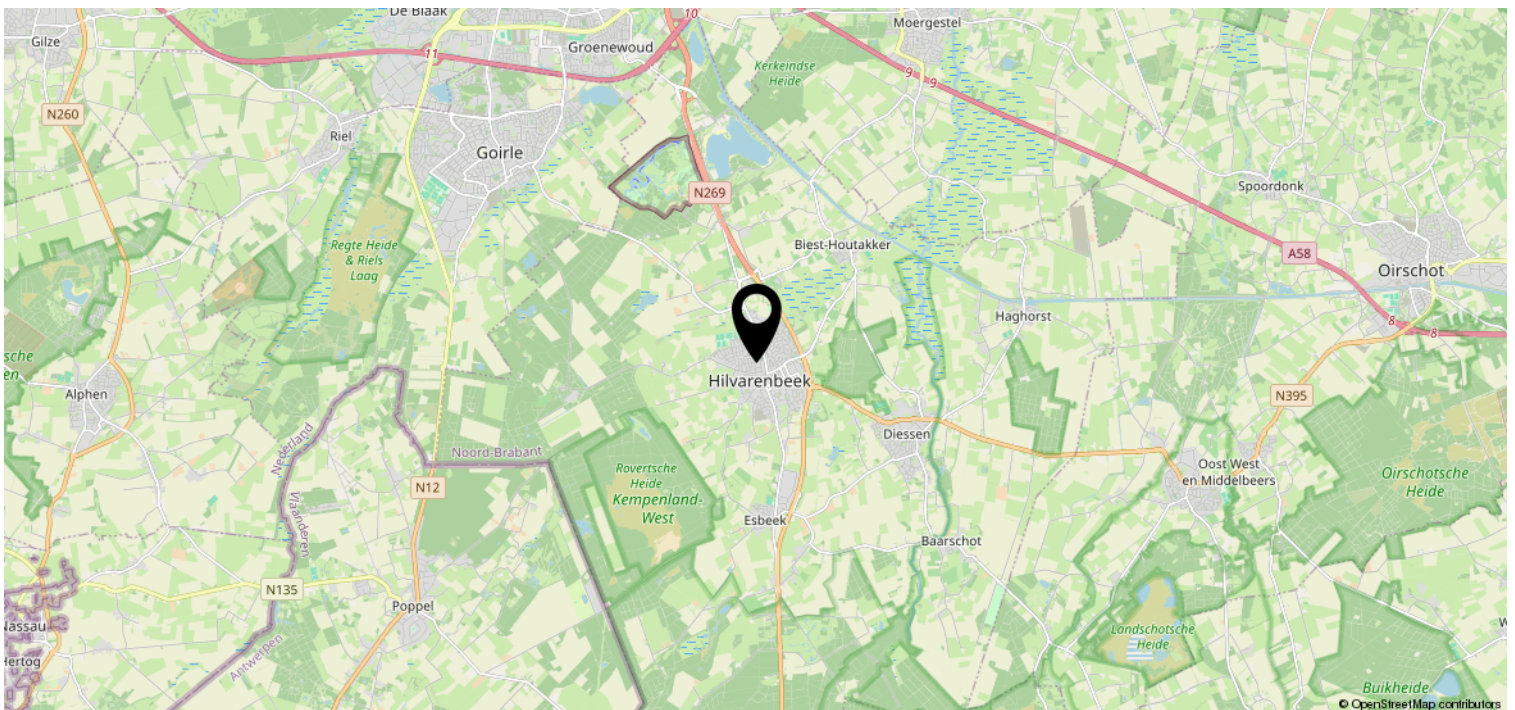 De Blaak
10
Moergestel
Gilze
Groenewoud
11
Kerkeindse
Heide
9
9
N260
Riel
Goirle
Spoordonk
N269
Regte Heide
& Riels
Laag
Biest-Houtakker
A58
Oirschot
Haghorst
8
8
sche
en
Alphen
Hilvarenbeek
N395
Diessen
Nederland
Vlaanderen
Noord-Brabant
N12
Rovertsche
Heide
Kempenland-
West
Oost West
en Middelbeers
Oirschotsche
Heide
Esbeek
Baarschot
N135
Poppel
Nassau
Hertog
Antwerpen
Landschotsche
Heide
W
Buikheide
© OpenStreetMap contributors